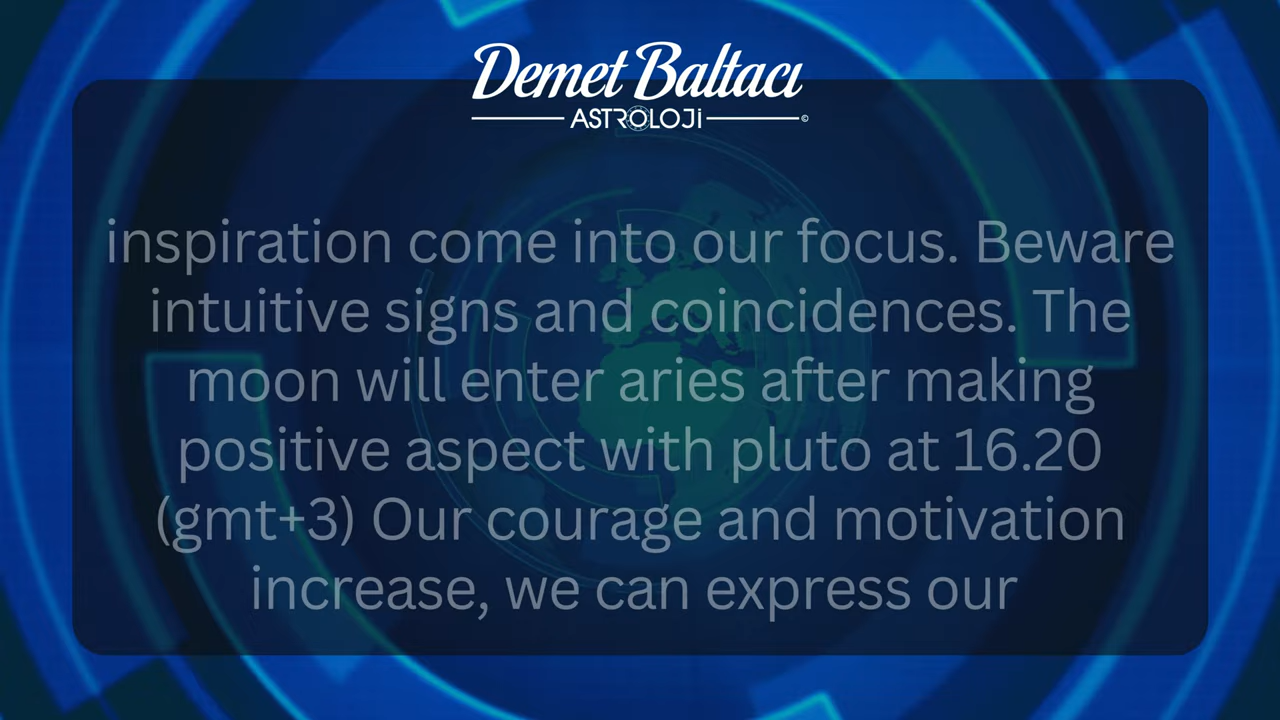 Demet Baltacı
ASTROLOJi
©
inspiration come into our focus. Beware
intuitive signs and coincidences. The
moon will enter aries after making
positive aspect with pluto at 16.20
(gmt+3) Our courage and motivation
increase, we can express our